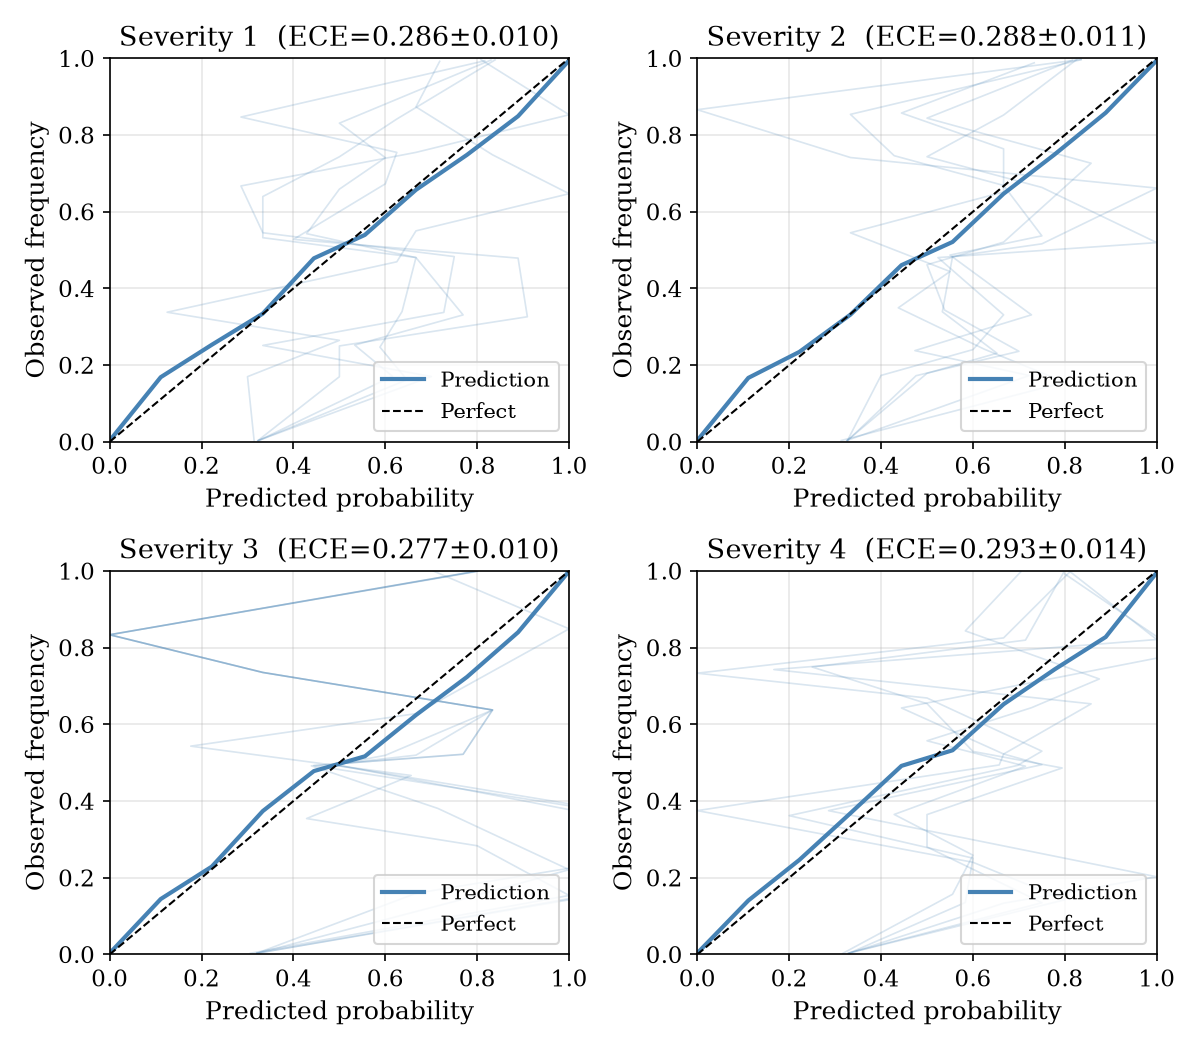 Severity 1  (ECE=0.286±0.010)
Observed frequency
1.0
0.8
0.6
0.4
0.2
0.0
Prediction
Perfect
0.0 0.2 0.4 0.6 0.8 1.0
Predicted probability
Severity 2  (ECE=0.288±0.011)
Observed frequency
1.0
0.8
0.6
0.4
0.2
0.0
Prediction
Perfect
0.0 0.2 0.4 0.6 0.8 1.0
Predicted probability
Severity 3  (ECE=0.277±0.010)
Observed frequency
1.0
0.8
0.6
0.4
0.2
0.0
Prediction
Perfect
0.0 0.2 0.4 0.6 0.8 1.0
Predicted probability
Severity 4  (ECE=0.293±0.014)
Observed frequency
1.0
0.8
0.6
0.4
0.2
0.0
Prediction
Perfect
0.0 0.2 0.4 0.6 0.8 1.0
Predicted probability